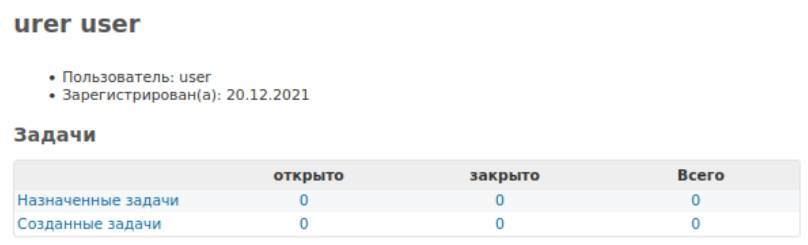 urer user
Пользователь: user
Зарегистрирован(а): 20.12.2021
Задачи
открыто закрыто Всего
Назначенные задачи 0 0 0
Созданные задачи 0 0 0